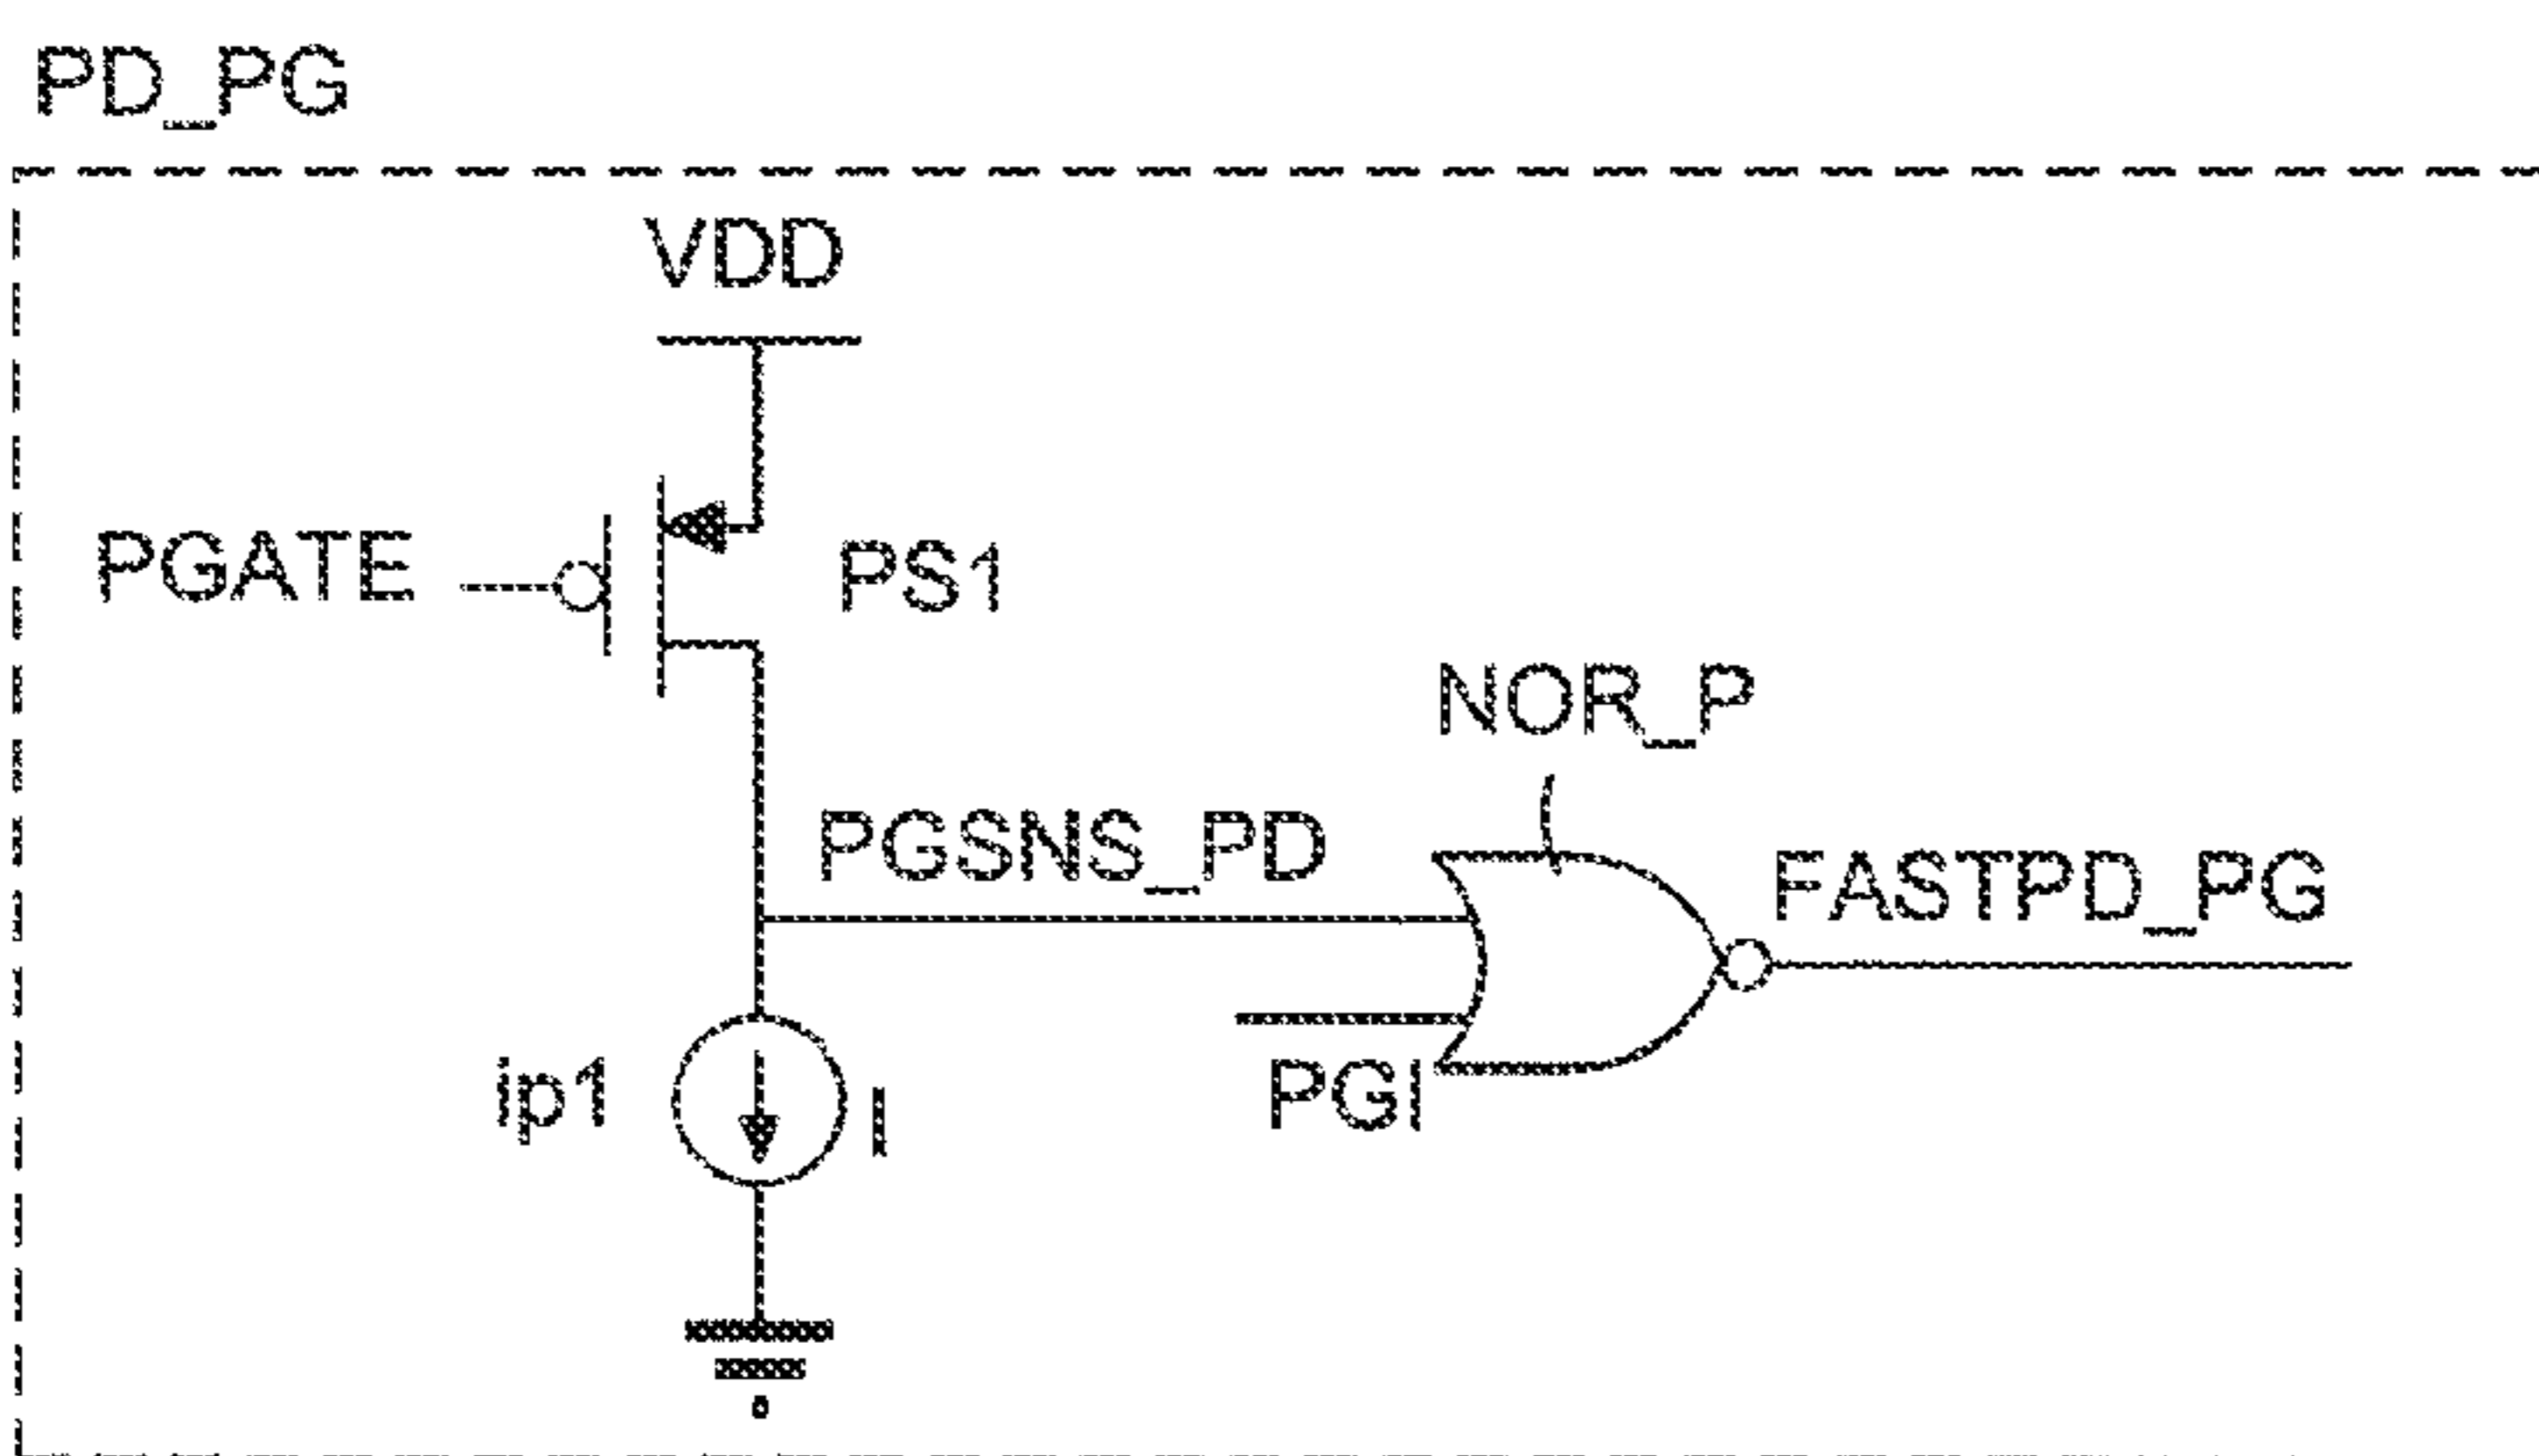 PD_PG
VDD
PGATE
PS1
NOR_P
PGSNS_PD
FASTPD_PG
ip1
I
PGI